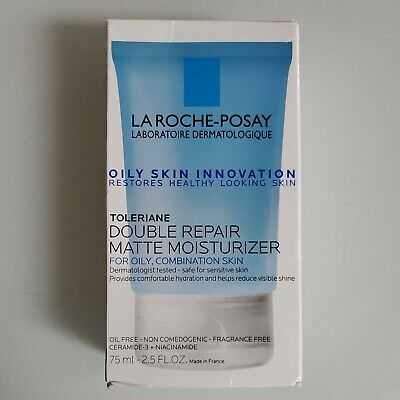 LA ROCHE-POSAY
LABORATOIRE DERMATOLOGIQUE
OILY SKIN INNOVATION
RESTORES HEALTHY LOOKING SKIN
TOLERIANE
DOUBLE REPAIR
MATTE MOISTURIZER
FOR OILY, COMBINATION SKIN
Dermatologist tested - safe for sensitive skin
Provides comfortable hydration and helps reduce visible shine
OIL FREE - NON COMEDOGENIC - FRAGRANCE FREE
CERAMIDE-3 + NIACINAMIDE
75 ml - 2.5 FL.OZ. Made in France